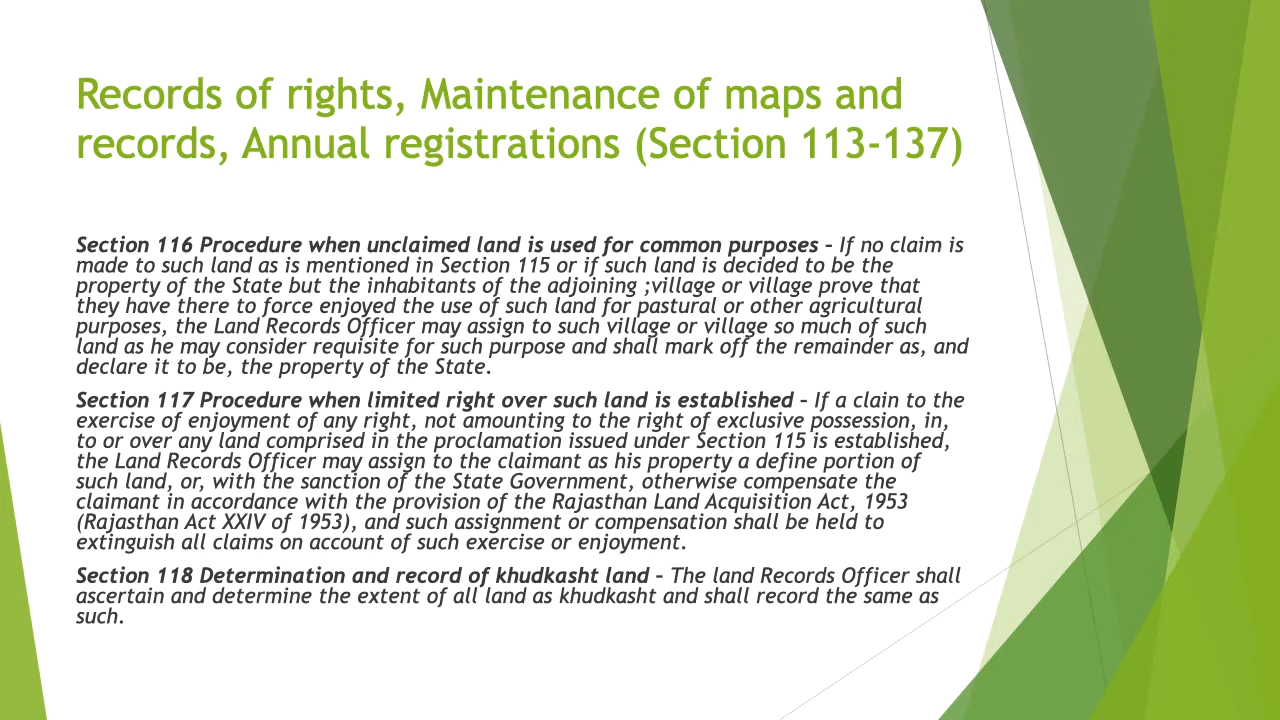 Records of rights, Maintenance of maps and
records, Annual registrations (Section 113-137)
Section 116 Procedure when unclaimed land is used for common purposes – If no claim is
made to such land as is mentioned in Section 115 or if such land is decided to be the
property of the State but the inhabitants of the adjoining ;village or village prove that
they have there to force enjoyed the use of such land for pastural or other agricultural
purposes, the Land Records Officer may assign to such village or village so much of such
land as he may consider requisite for such purpose and shall mark off the remainder as, and
declare it to be, the property of the State.
Section 117 Procedure when limited right over such land is established – If a clain to the
exercise of enjoyment of any right, not amounting to the right of exclusive possession, in,
to or over any land comprised in the proclamation issued under Section 115 is established,
the Land Records Officer may assign to the claimant as his property a define portion of
such land, or, with the sanction of the State Government, otherwise compensate the
claimant in accordance with the provision of the Rajasthan Land Acquisition Act, 1953
(Rajasthan Act XXIV of 1953), and such assignment or compensation shall be held to
extinguish all claims on account of such exercise or enjoyment.
Section 118 Determination and record of khudkasht land – The land Records Officer shall
ascertain and determine the extent of all land as khudkasht and shall record the same as
such.